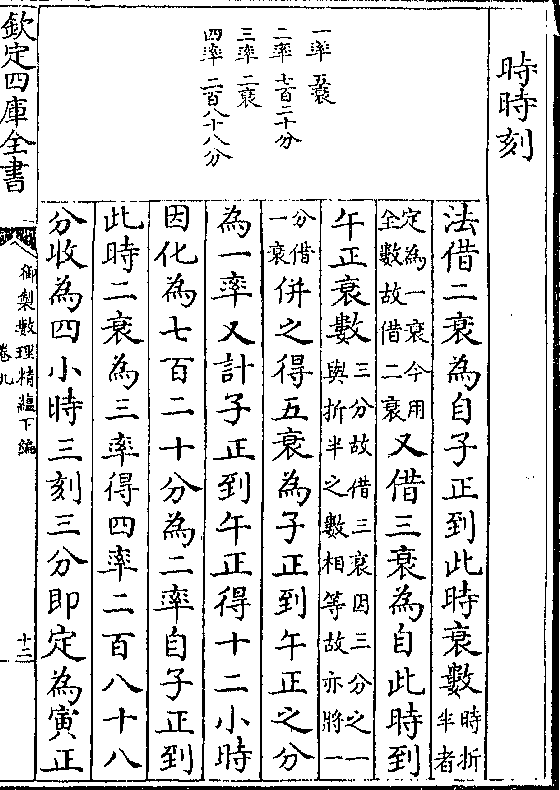 時時刻
一率 五衰
二率 七百二十分
三率 二衰
四率 二百八十八分
法借二衰為自子正到此時衰數時折半者
定為一衰今用全數故借二衰又借三衰為自此時到
午正衰數三分故借三衰因三分之一與折半之數相等故亦將一
分借一衰併之得五衰為子正到午正之分
為一率又計子正到午正得十二小時
因化為七百二十分為二率自子正到
此時二衰為三率得四率二百八十八
分收為四小時三刻三分即定為寅正
欽定四庫全書
御製數理精蘊下編
卷九
十二